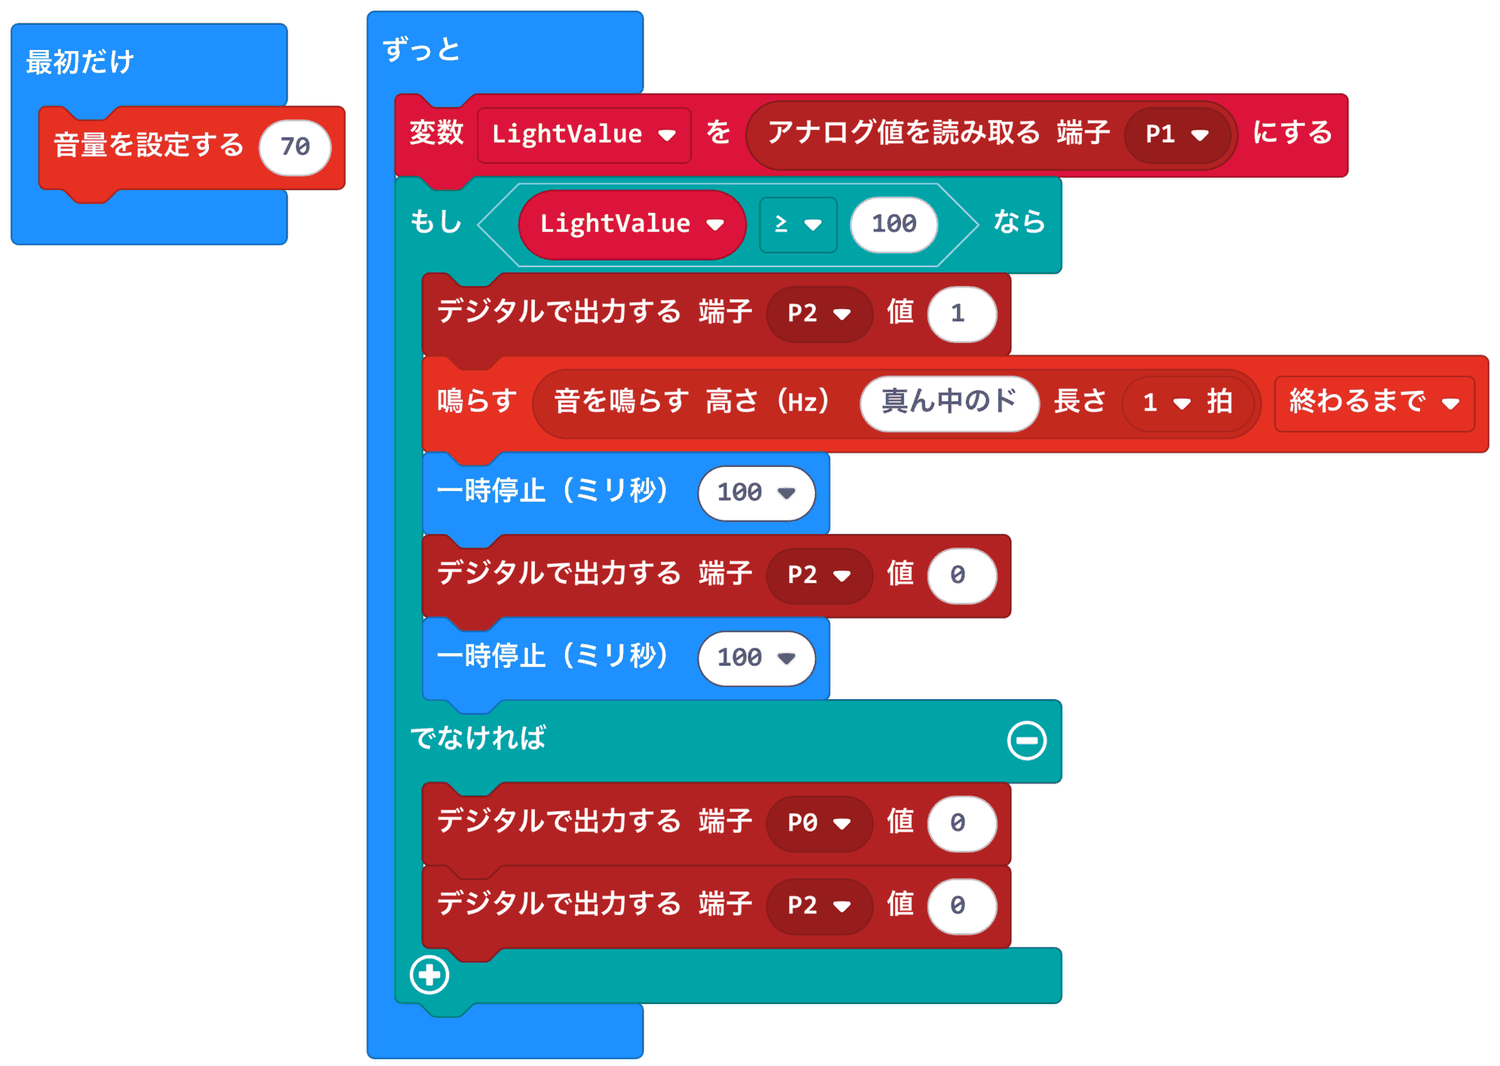 最初だけ
音量を設定する 70
ずっと
変数 LightValue を アナログ値を読み取る 端子 P1 にする
もし LightValue ≥ 100 なら
デジタルで出力する 端子 P2 値 1
鳴らす 音を鳴らす 高さ（Hz） 真ん中のド 長さ 1 拍 終わるまで
一時停止（ミリ秒） 100
デジタルで出力する 端子 P2 値 0
一時停止（ミリ秒） 100
でなければ
デジタルで出力する 端子 P0 値 0
デジタルで出力する 端子 P2 値 0